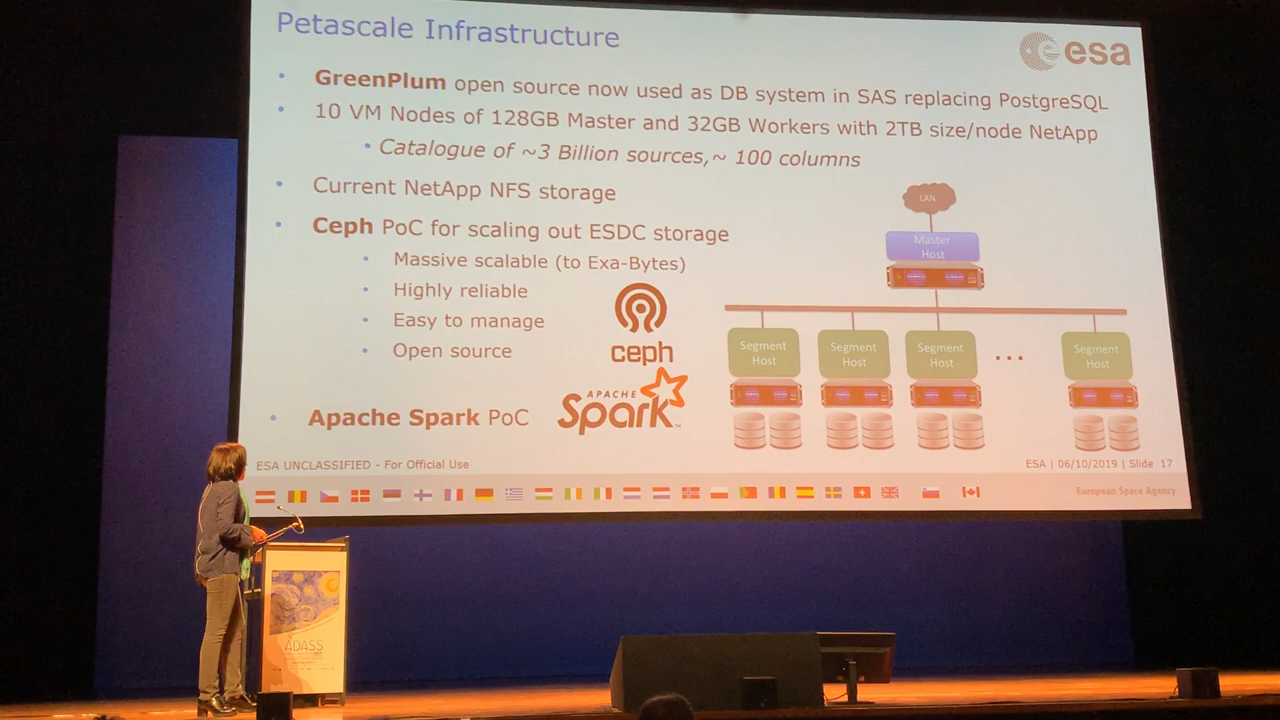 Petascale Infrastructure
esa
• GreenPlum open source now used as DB system in SAS replacing PostgreSQL
• 10 VM Nodes of 128GB Master and 32GB Workers with 2TB size/node NetApp
• Catalogue of ~3 Billion sources,~ 100 columns
• Current NetApp NFS storage
• Ceph PoC for scaling out ESDC storage
• Massive scalable (to Exa-Bytes)
• Highly reliable
• Easy to manage
• Open source
ceph
• Apache Spark PoC
APACHE
Spark™
LAN
Master
Host
Segment
Host
Segment
Host
Segment
Host
...
Segment
Host
ESA UNCLASSIFIED - For Official Use
ESA | 06/10/2019 | Slide 17
European Space Agency
ADASS